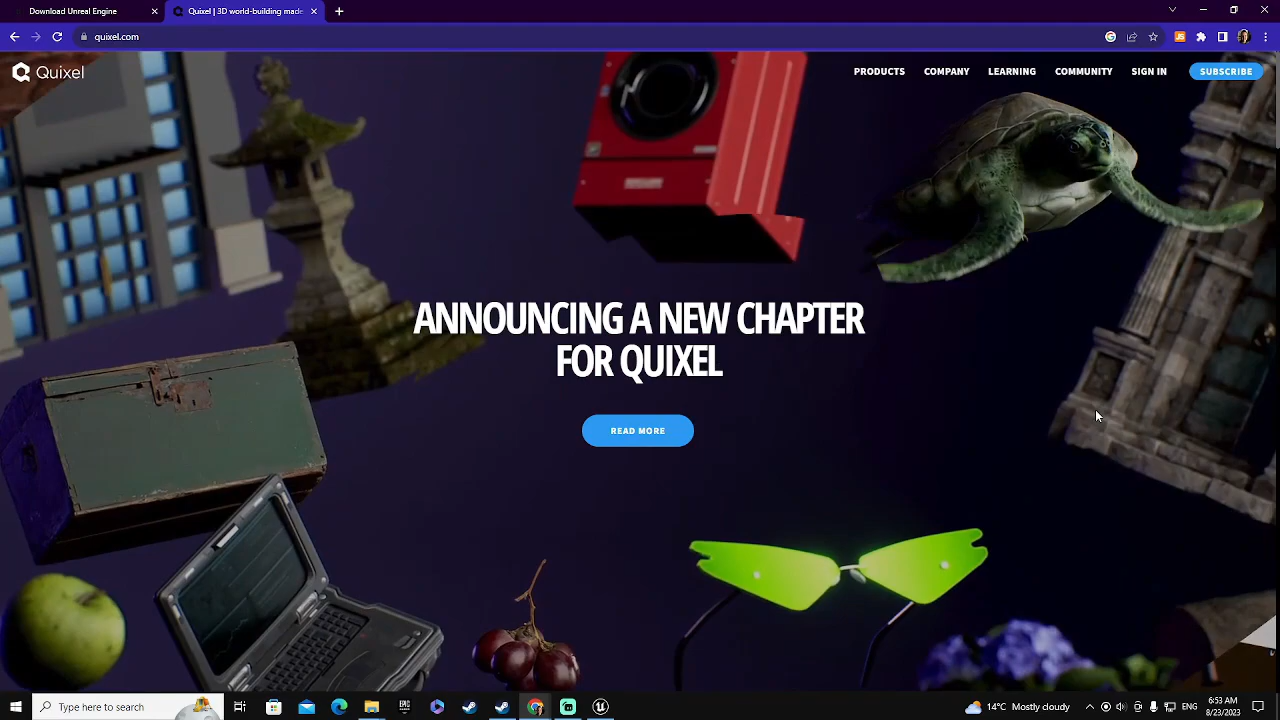 Download Unreal Engine
Quixel | 3D world-building made
quixel.com
Quixel
PRODUCTS
COMPANY
LEARNING
COMMUNITY
SIGN IN
SUBSCRIBE
ANNOUNCING A NEW CHAPTER
FOR QUIXEL
READ MORE
Type here to search
EPIC
14°C Mostly cloudy
ENG
6:53 AM
8/23/2023